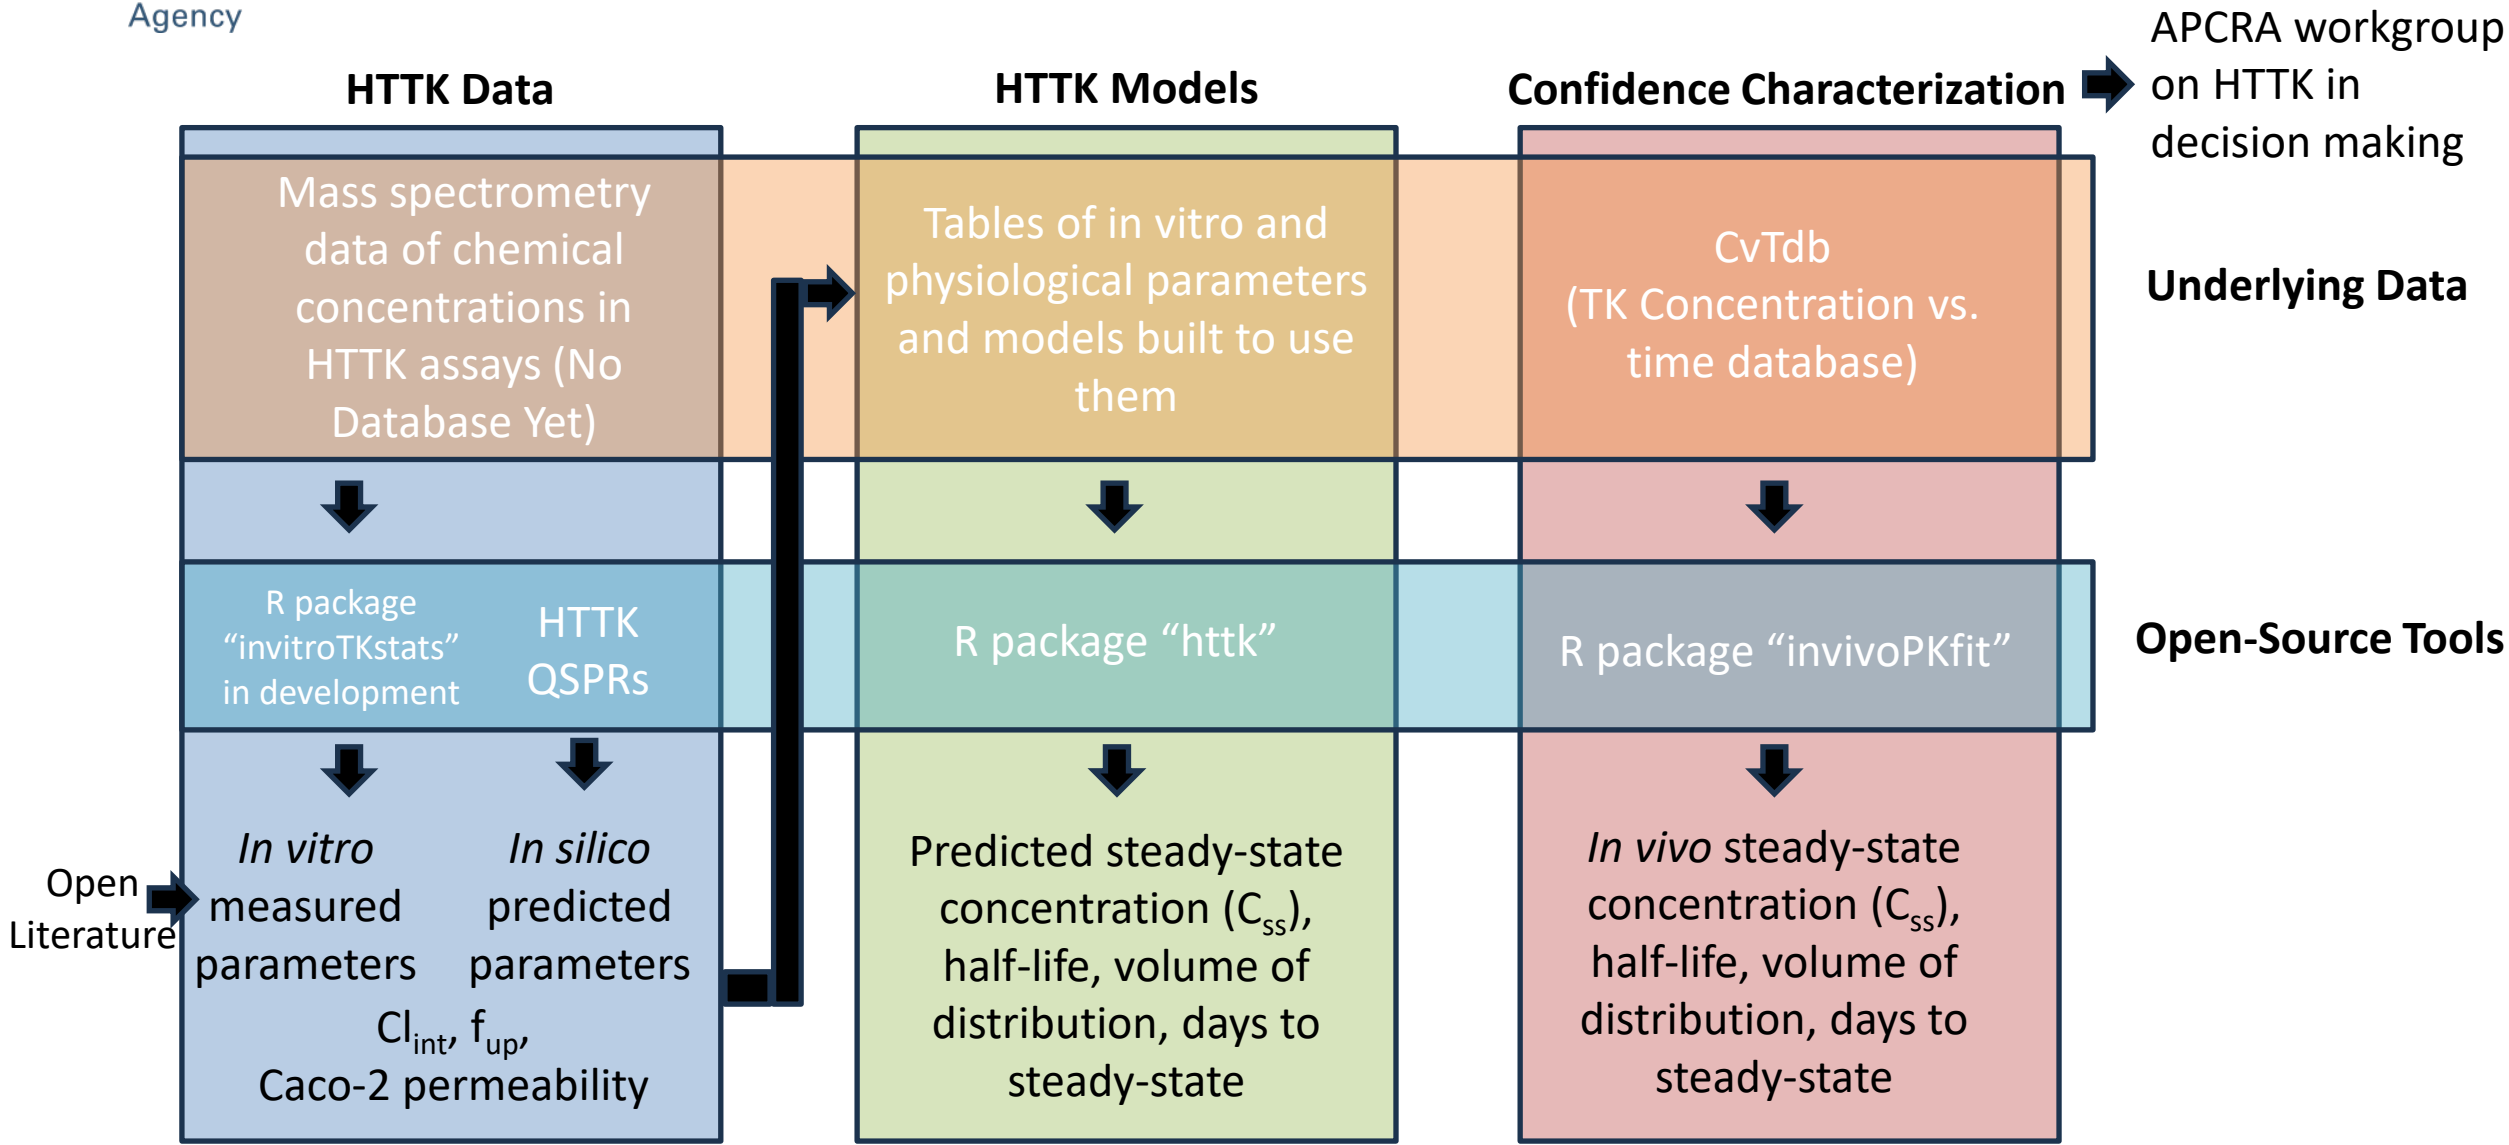 Agency
APCRA workgroup
on HTTK in
decision making
HTTK Data
HTTK Models
Confidence Characterization
Mass spectrometry
data of chemical
concentrations in
HTTK assays (No
Database Yet)
Tables of in vitro and
physiological parameters
and models built to use
them
CvTdb
(TK Concentration vs.
time database)
Underlying Data
R package
“invitroTKstats”
in development
HTTK
QSPRs
R package “httk”
R package “invivoPKfit”
Open-Source Tools
Open
Literature
In vitro
measured
parameters
In silico
predicted
parameters
Cl_int, f_up,
Caco-2 permeability
Predicted steady-state
concentration (C_ss),
half-life, volume of
distribution, days to
steady-state
In vivo steady-state
concentration (C_ss),
half-life, volume of
distribution, days to
steady-state